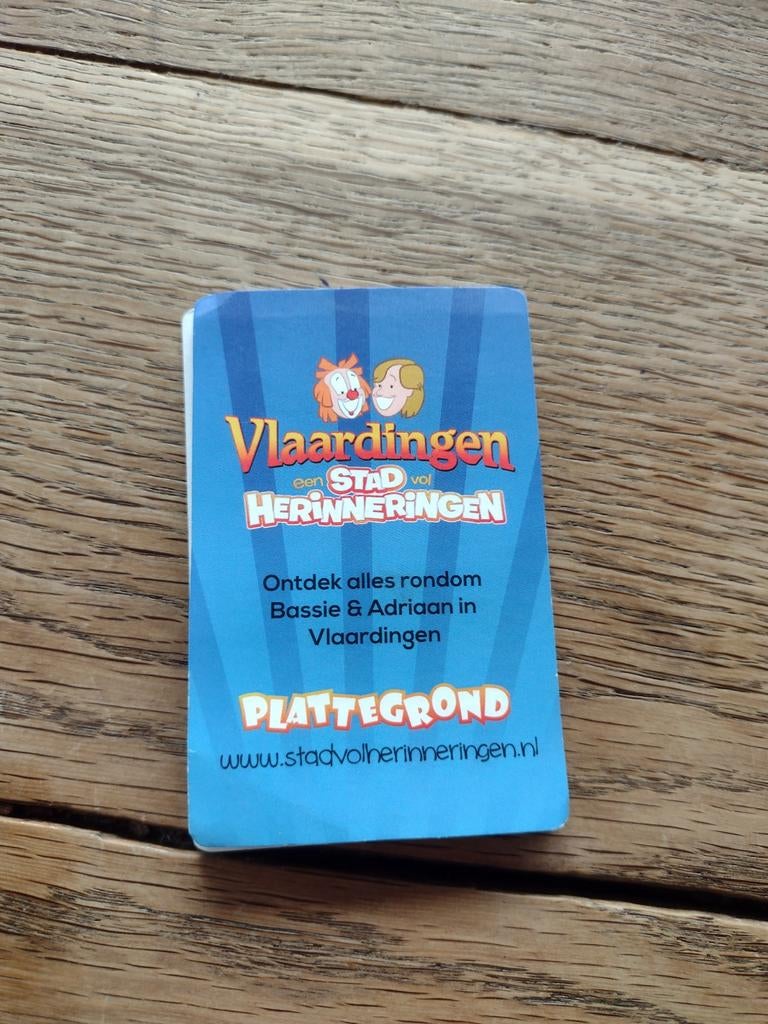 Vlaardingen
een STAD vol
HERINNERINGEN
Ontdek alles rondom
Bassie & Adriaan in
Vlaardingen
PLATTEGROND
www.stadvolherinneringen.nl